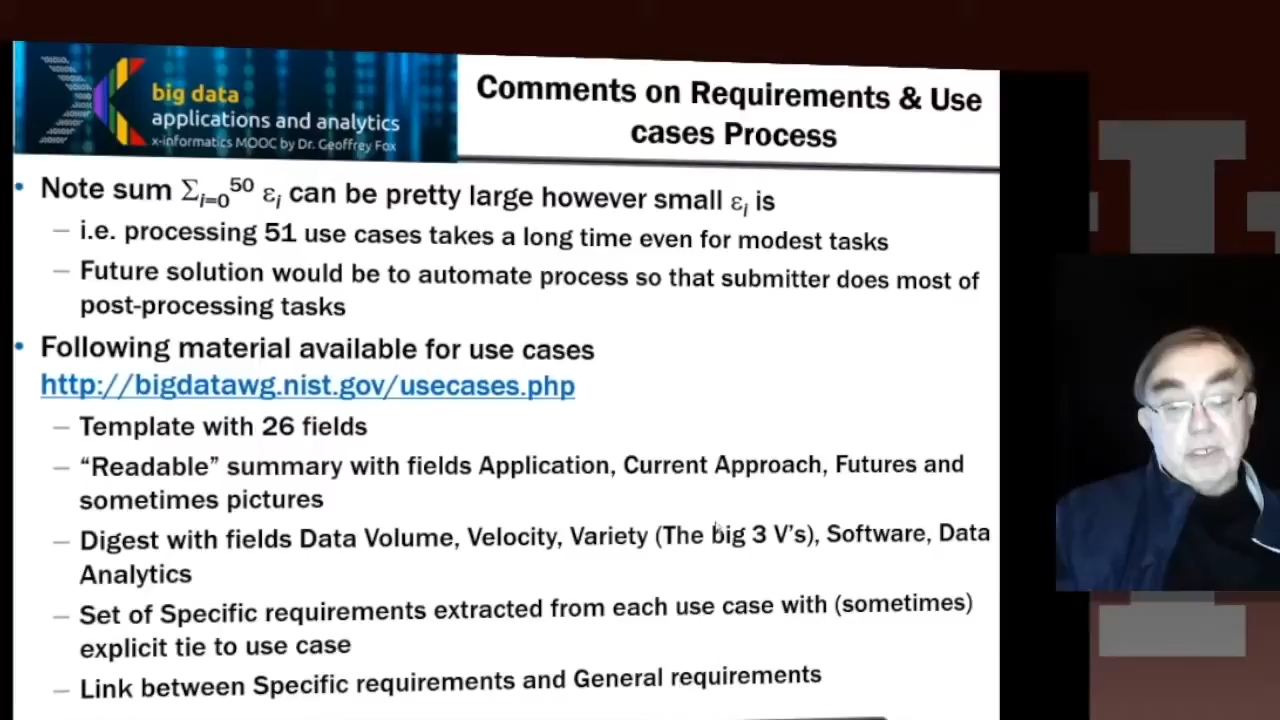 big data
applications and analytics
x-informatics MOOC by Dr. Geoffrey Fox
Comments on Requirements & Use
cases Process
• Note sum Σi=0^50 εi can be pretty large however small εi is
– i.e. processing 51 use cases takes a long time even for modest tasks
– Future solution would be to automate process so that submitter does most of
post-processing tasks
• Following material available for use cases
http://bigdatawg.nist.gov/usecases.php
– Template with 26 fields
– “Readable” summary with fields Application, Current Approach, Futures and
sometimes pictures
– Digest with fields Data Volume, Velocity, Variety (The big 3 V’s), Software, Data
Analytics
– Set of Specific requirements extracted from each use case with (sometimes)
explicit tie to use case
– Link between Specific requirements and General requirements